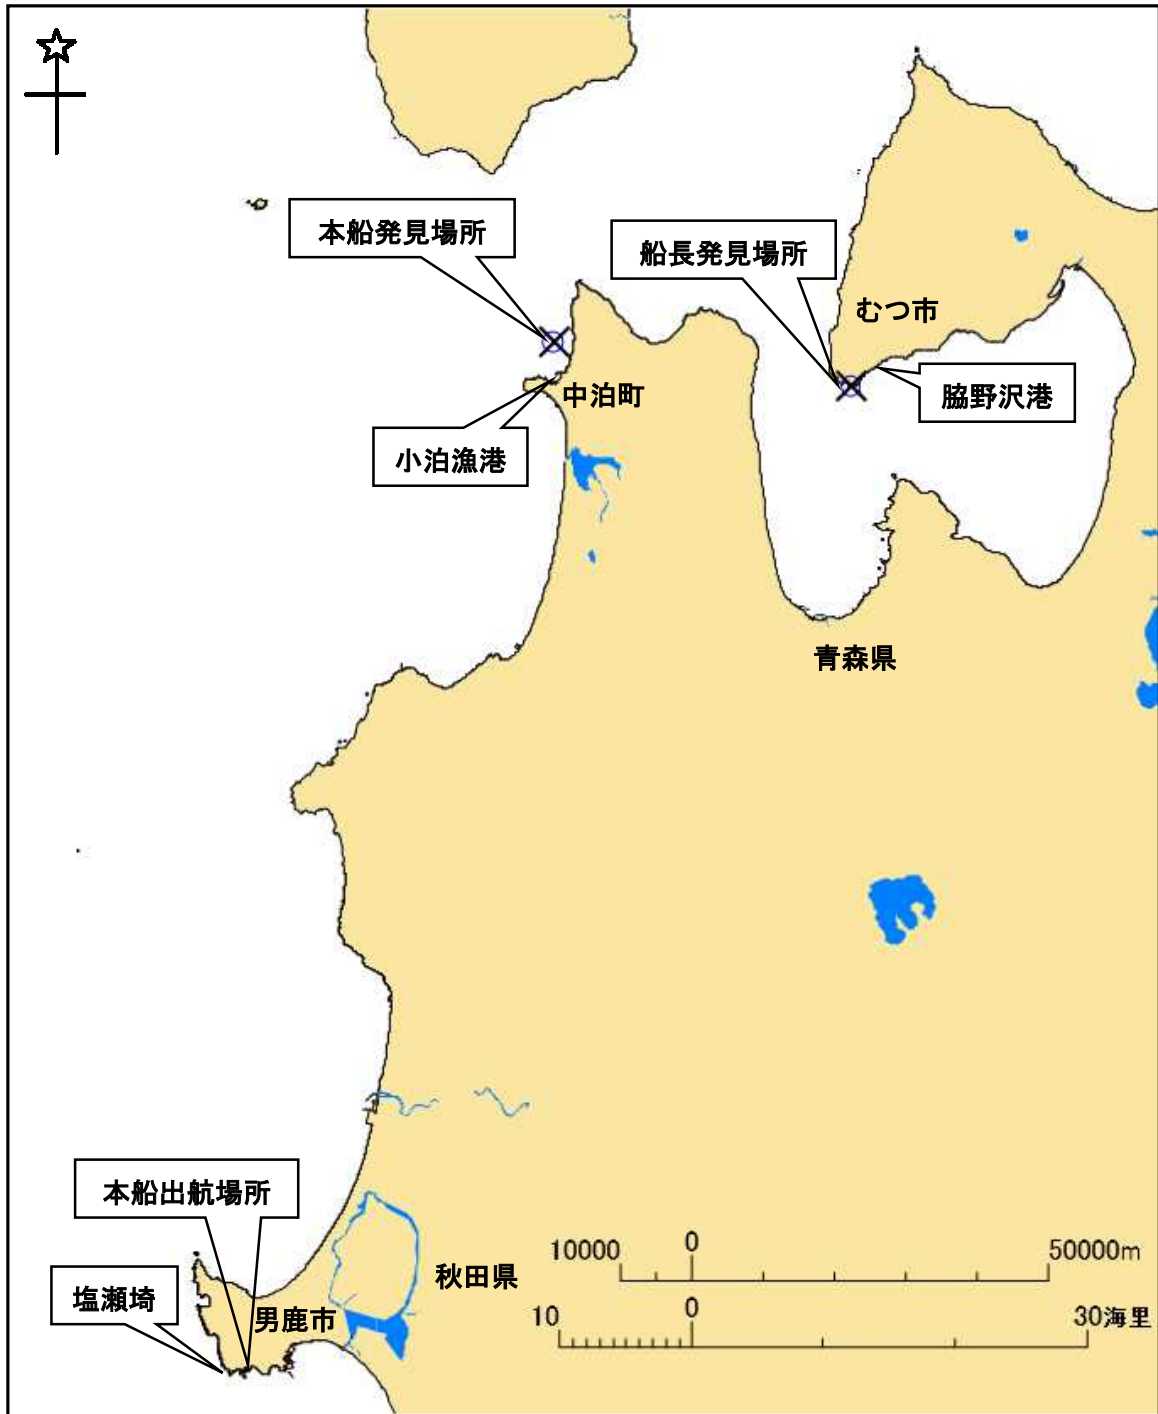 本船発見場所
船長発見場所
むつ市
中泊町
脇野沢港
小泊漁港
青森県
本船出航場所
10000 0 50000m
秋田県
塩瀬埼
男鹿市
10 0 30海里